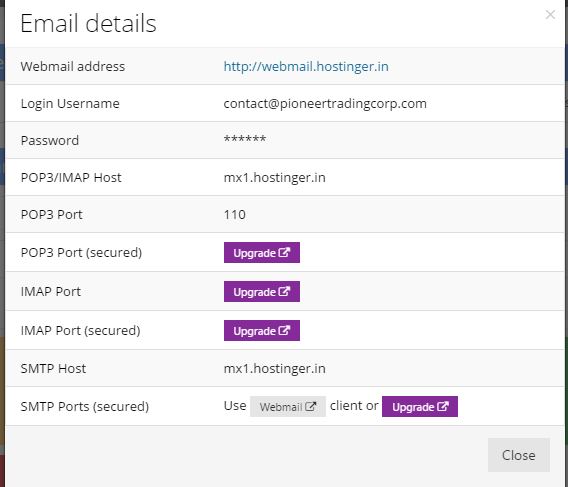 Email details
Webmail address http://webmail.hostinger.in
Login Username contact@pioneertradingcorp.com
Password ******
POP3/IMAP Host mx1.hostinger.in
POP3 Port 110
POP3 Port (secured) Upgrade
IMAP Port Upgrade
IMAP Port (secured) Upgrade
SMTP Host mx1.hostinger.in
SMTP Ports (secured) Use Webmail client or Upgrade
Close